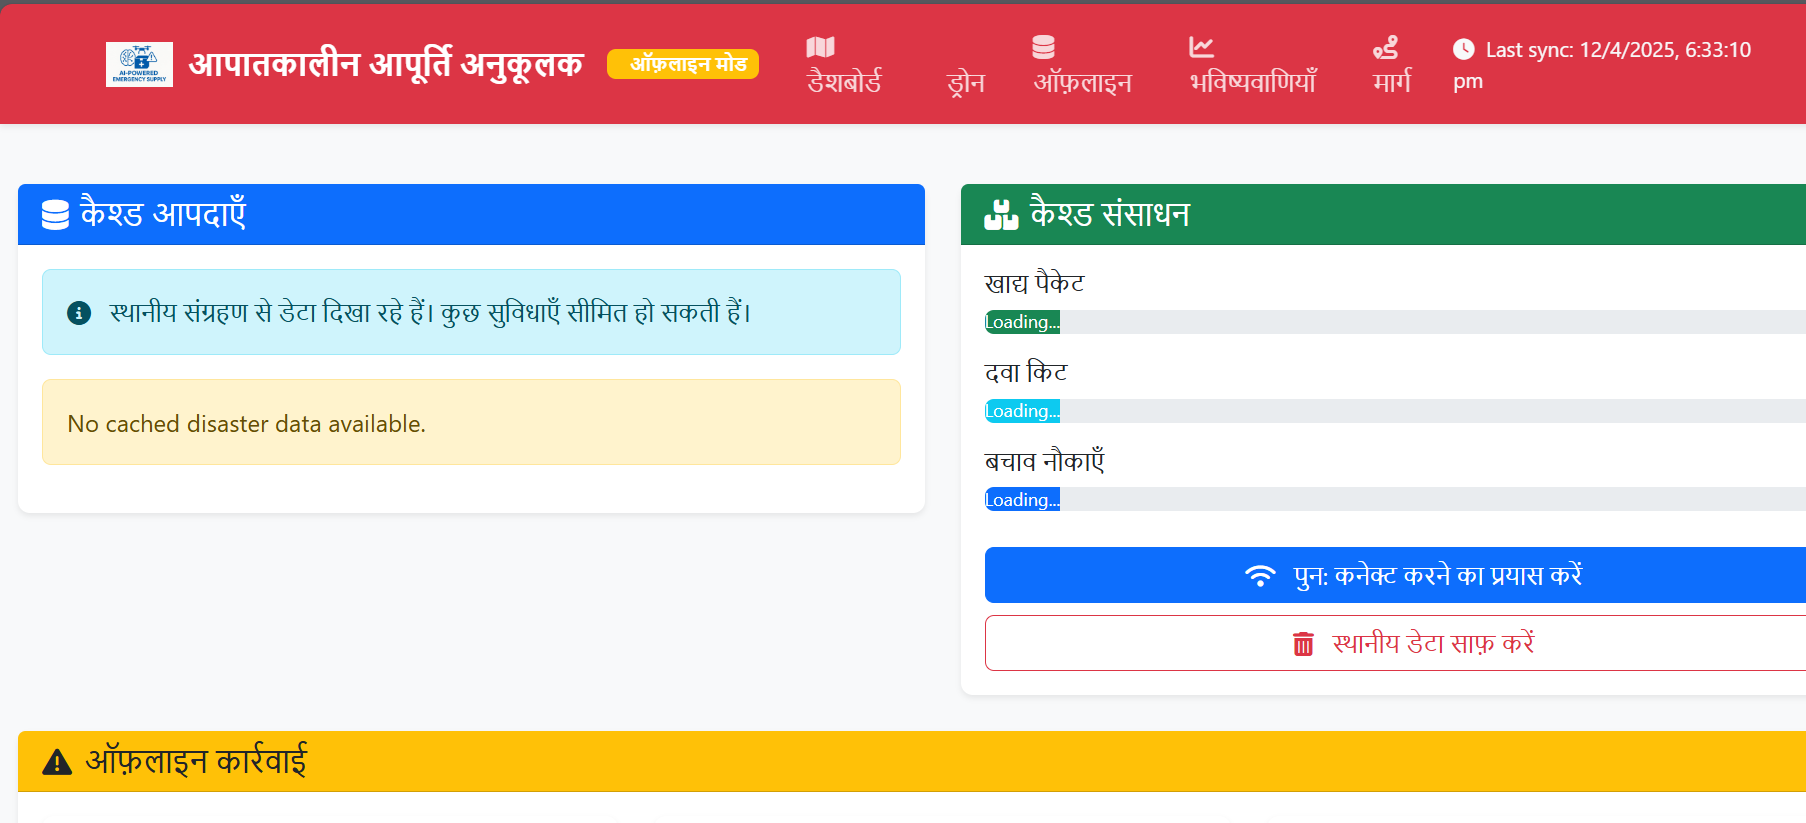 AI-POWERED
EMERGENCY SUPPLY
आपातकालीन आपूर्ति अनुकूलक
ऑफ़लाइन मोड
डैशबोर्ड
ड्रोन
ऑफ़लाइन
भविष्यवाणियाँ
मार्ग
Last sync: 12/4/2025, 6:33:10
pm
कैश्ड आपदाएँ
स्थानीय संग्रहण से डेटा दिखा रहे हैं। कुछ सुविधाएँ सीमित हो सकती हैं।
No cached disaster data available.
कैश्ड संसाधन
खाद्य पैकेट
Loading...
दवा किट
Loading...
बचाव नौकाएँ
Loading...
पुन: कनेक्ट करने का प्रयास करें
स्थानीय डेटा साफ़ करें
ऑफ़लाइन कार्रवाई